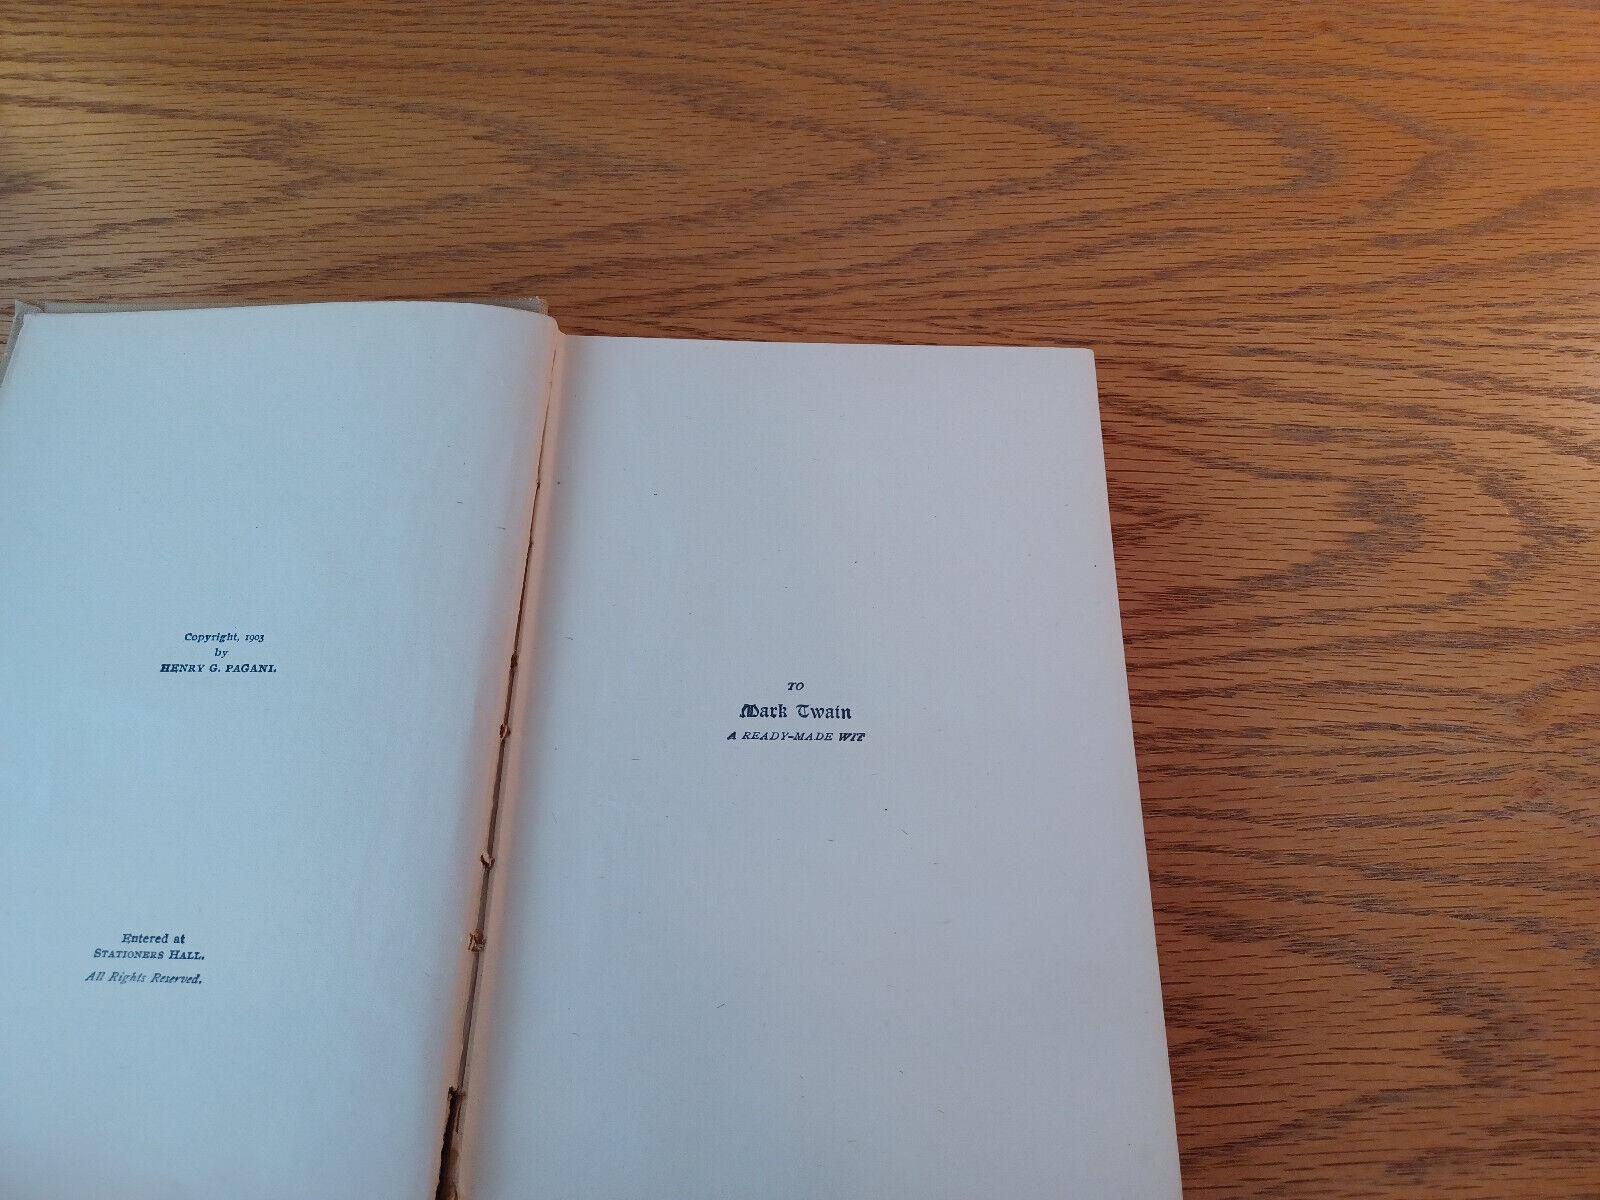 Copyright, 1903
by
HENRY G. PAGANI.
Entered at
STATIONERS HALL.
All Rights Reserved.
TO
Mark Twain
A READY-MADE WIT